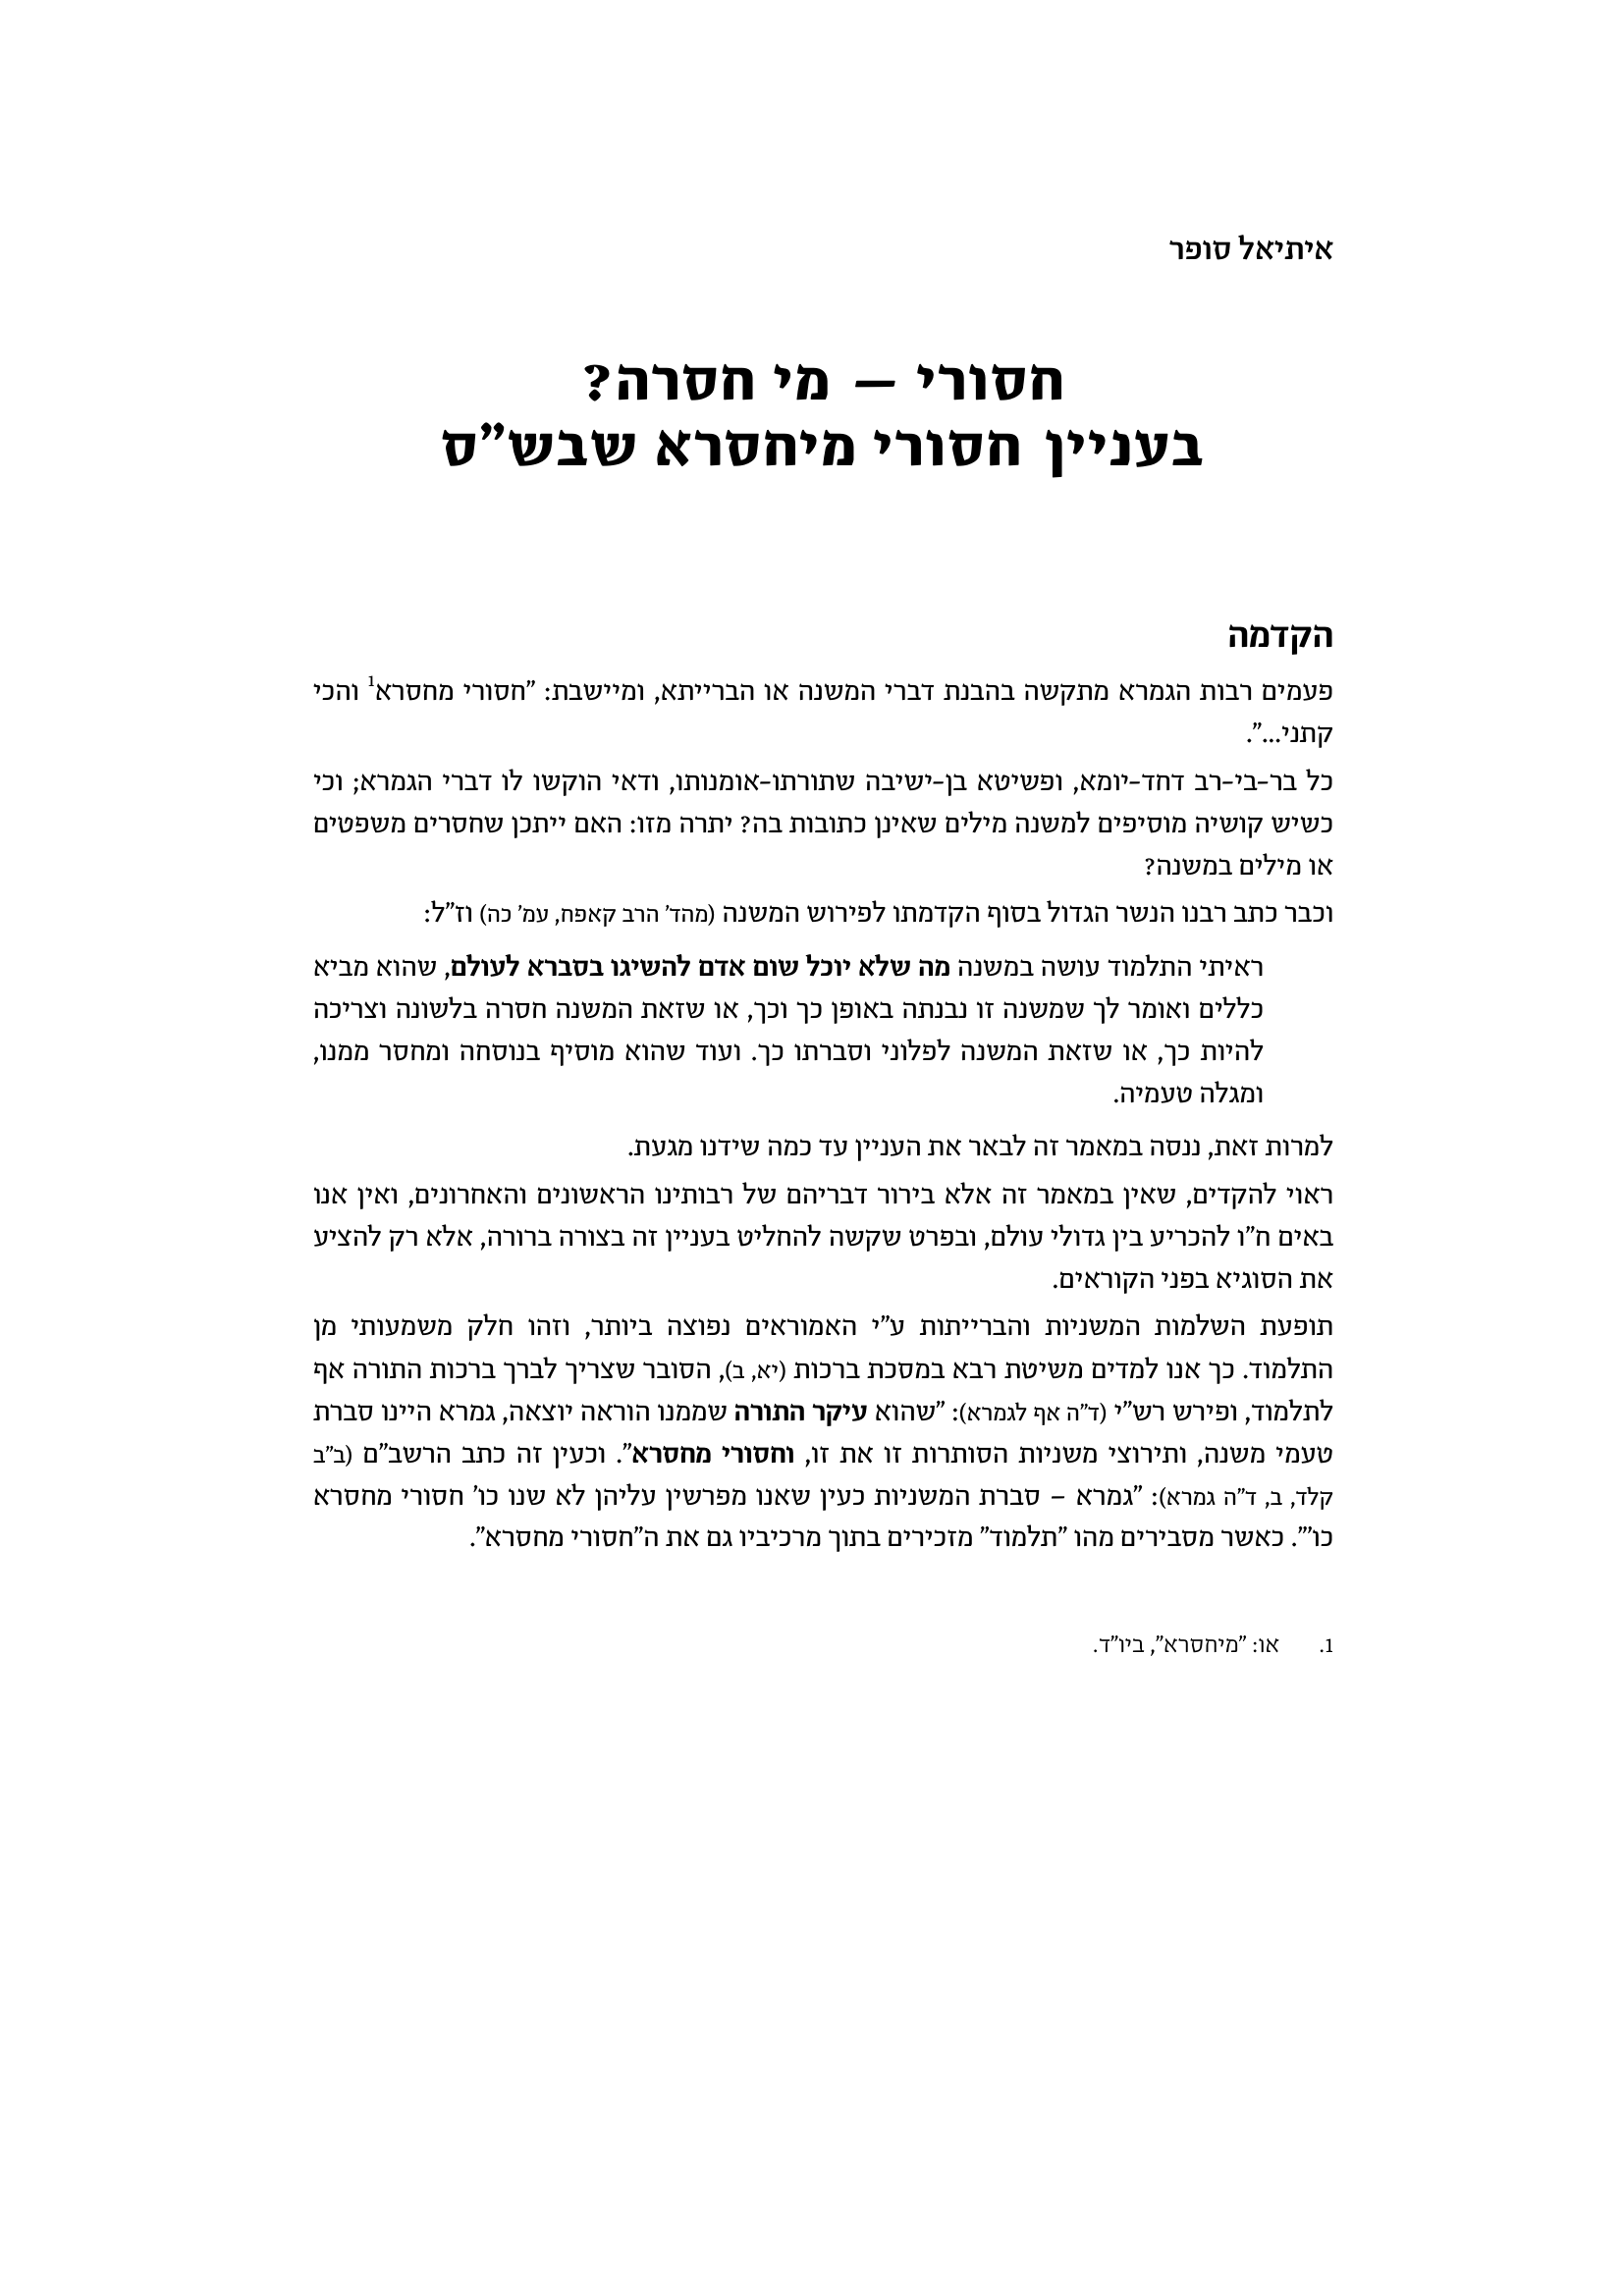 איתיאל סופר
חסורי – מי חסרה?
בעניין חסורי מיחסרא שבש"ס
הקדמה
פעמים רבות הגמרא מתקשה בהבנת דברי המשנה או הברייתא, ומיישבת: "חסורי מחסרא1 והכי
קתני...".
כל בר-בי-רב דחד-יומא, ופשיטא בן-ישיבה שתורתו-אומנותו, ודאי הוקשו לו דברי הגמרא; וכי
כשיש קושיה מוסיפים למשנה מילים שאינן כתובות בה? יתרה מזו: האם ייתכן שחסרים משפטים
או מילים במשנה?
וכבר כתב רבנו הנשר הגדול בסוף הקדמתו לפירוש המשנה (מהד' הרב קאפח, עמ' כה) וז"ל:
ראיתי התלמוד עושה במשנה מה שלא יוכל שום אדם להשיגו בסברא לעולם, שהוא מביא
כללים ואומר לך שמשנה זו נבנתה באופן כך וכך, או שזאת המשנה חסרה בלשונה וצריכה
להיות כך, או שזאת המשנה לפלוני וסברתו כך. ועוד שהוא מוסיף בנוסחה ומחסר ממנו,
ומגלה טעמיה.
למרות זאת, ננסה במאמר זה לבאר את העניין עד כמה שידנו מגעת.
ראוי להקדים, שאין במאמר זה אלא בירור דבריהם של רבותינו הראשונים והאחרונים, ואין אנו
באים ח"ו להכריע בין גדולי עולם, ובפרט שקשה להחליט בעניין זה בצורה ברורה, אלא רק להציע
את הסוגיא בפני הקוראים.
תופעת השלמות המשניות והברייתות ע"י האמוראים נפוצה ביותר, וזהו חלק משמעותי מן
התלמוד. כך אנו למדים משיטת רבא במסכת ברכות (יא, ב), הסובר שצריך לברך ברכות התורה אף
לתלמוד, ופירש רש"י (ד"ה אף לגמרא): "שהוא עיקר התורה שממנו הוראה יוצאה, גמרא היינו סברת
טעמי משנה, ותירוצי משניות הסותרות זו את זו, וחסורי מחסרא". וכעין זה כתב הרשב"ם (ב"ב
קלד, ב, ד"ה גמרא): "גמרא – סברת המשניות כעין שאנו מפרשין עליהן לא שנו כו' חסורי מחסרא
כו'". כאשר מסבירים מהו "תלמוד" מזכירים בתוך מרכיביו גם את ה"חסורי מחסרא".
1. או: "מיחסרא", ביו"ד.